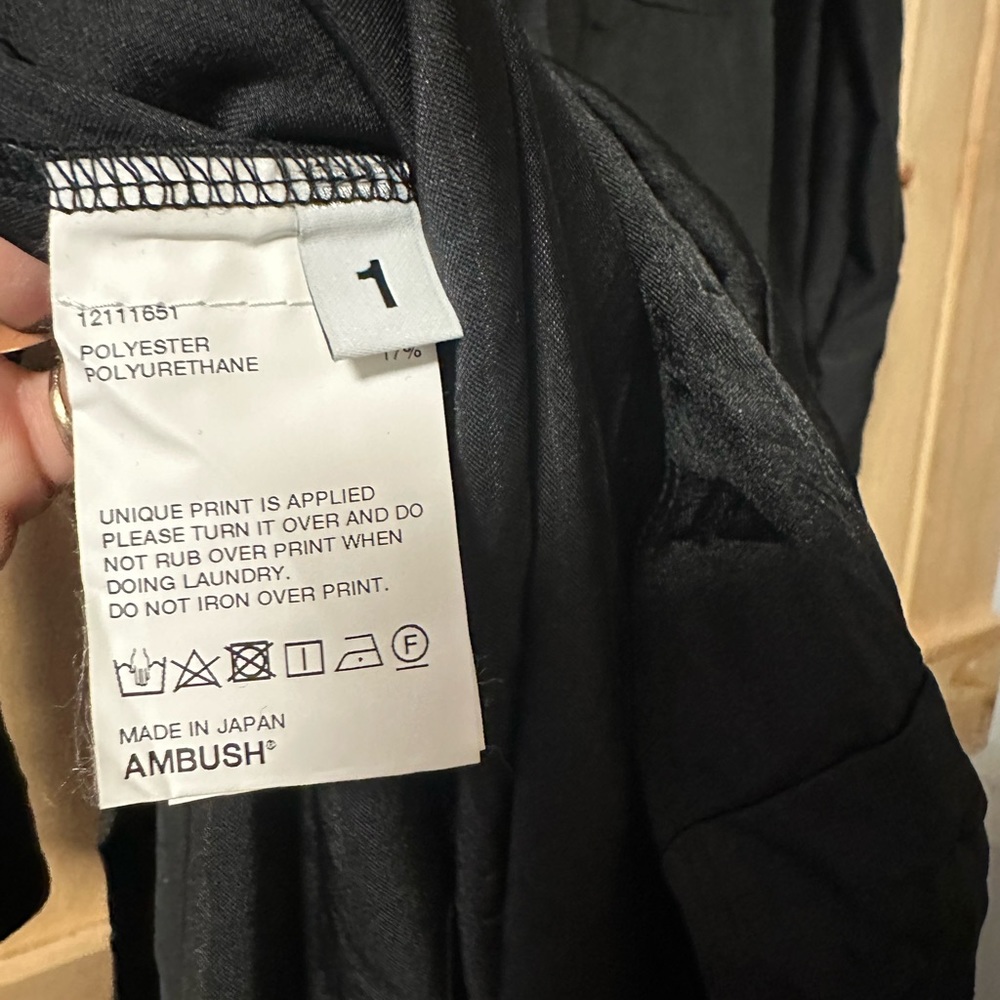 1
12111651
POLYESTER
POLYURETHANE 17%
UNIQUE PRINT IS APPLIED
PLEASE TURN IT OVER AND DO
NOT RUB OVER PRINT WHEN
DOING LAUNDRY.
DO NOT IRON OVER PRINT.
F
MADE IN JAPAN
AMBUSH®